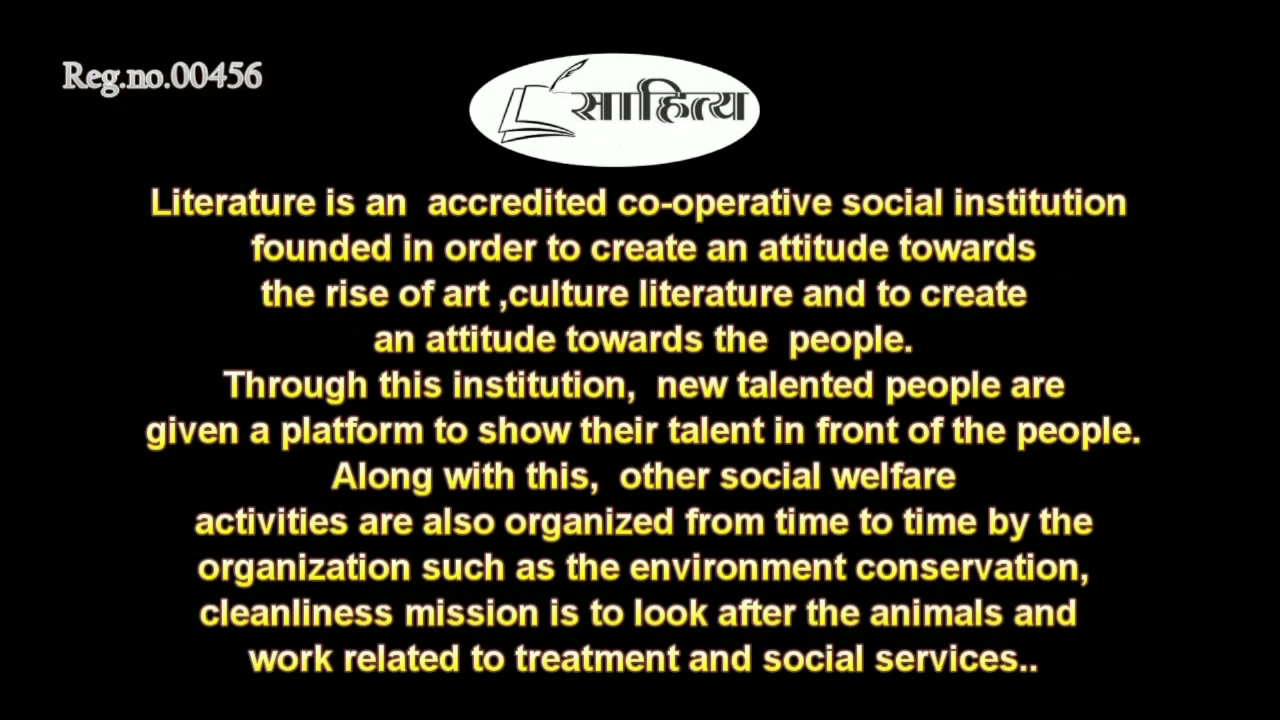 Reg.no.00456
साहित्य
Literature is an accredited co-operative social institution
founded in order to create an attitude towards
the rise of art ,culture literature and to create
an attitude towards the people.
Through this institution, new talented people are
given a platform to show their talent in front of the people.
Along with this, other social welfare
activities are also organized from time to time by the
organization such as the environment conservation,
cleanliness mission is to look after the animals and
work related to treatment and social services..